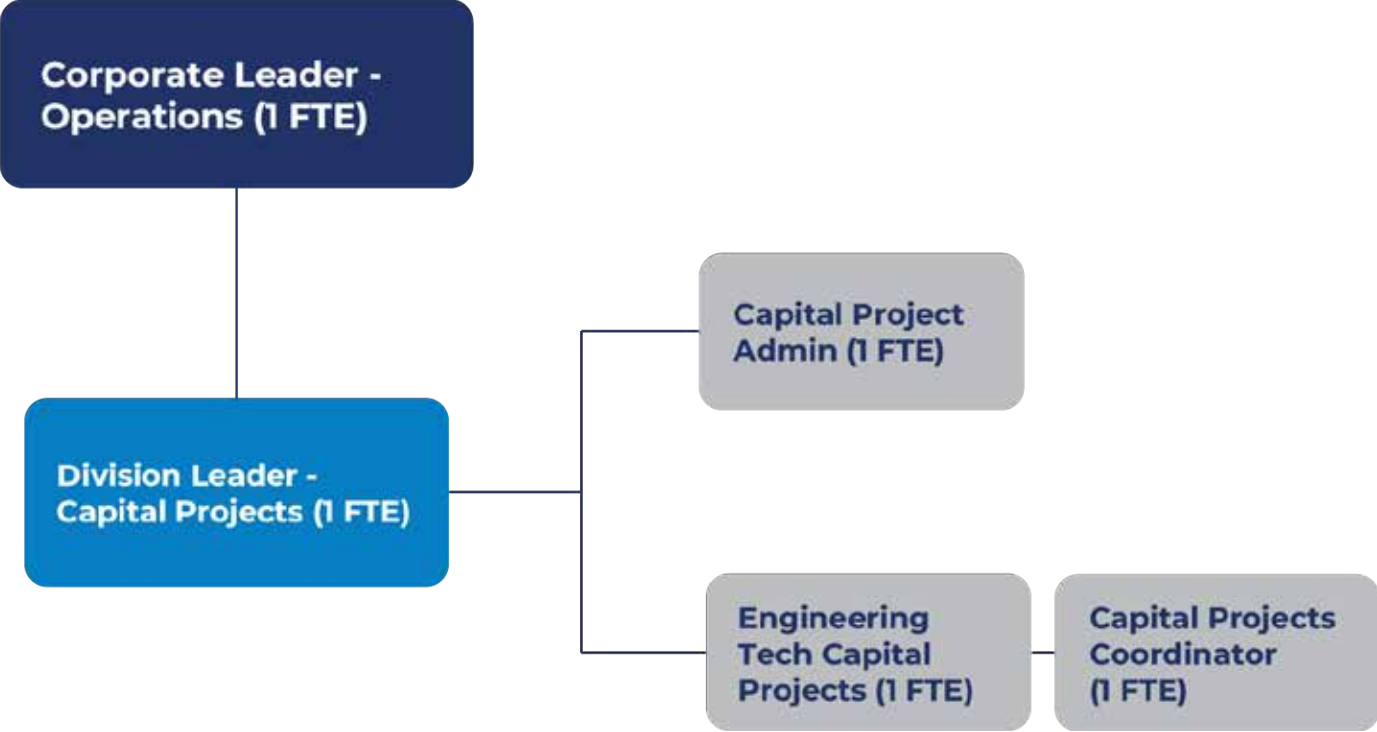 Corporate Leader -
Operations (1 FTE)
Capital Project
Admin (1 FTE)
Division Leader -
Capital Projects (1 FTE)
Engineering
Tech Capital
Projects (1 FTE)
Capital Projects
Coordinator
(1 FTE)